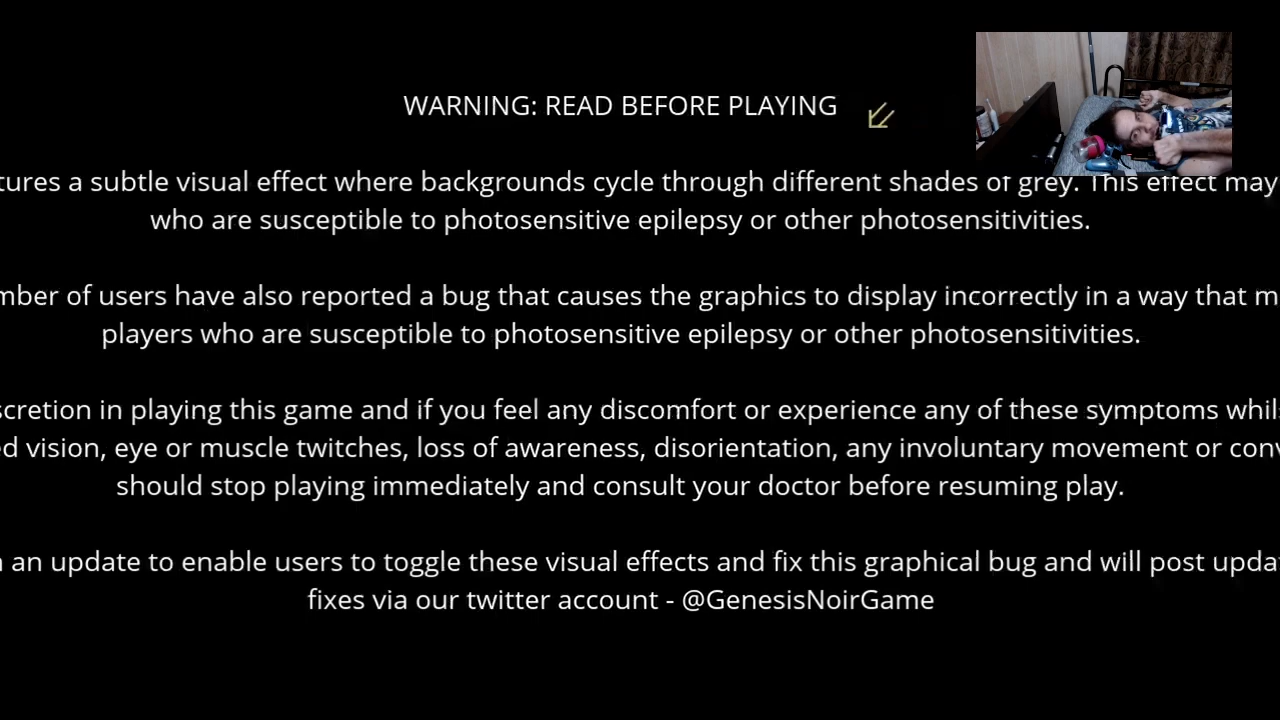 WARNING: READ BEFORE PLAYING
tures a subtle visual effect where backgrounds cycle through different shades of grey. This effect may
who are susceptible to photosensitive epilepsy or other photosensitivities.
mber of users have also reported a bug that causes the graphics to display incorrectly in a way that m
players who are susceptible to photosensitive epilepsy or other photosensitivities.
scretion in playing this game and if you feel any discomfort or experience any of these symptoms whil
ed vision, eye or muscle twitches, loss of awareness, disorientation, any involuntary movement or conv
should stop playing immediately and consult your doctor before resuming play.
an update to enable users to toggle these visual effects and fix this graphical bug and will post upda
fixes via our twitter account - @GenesisNoirGame